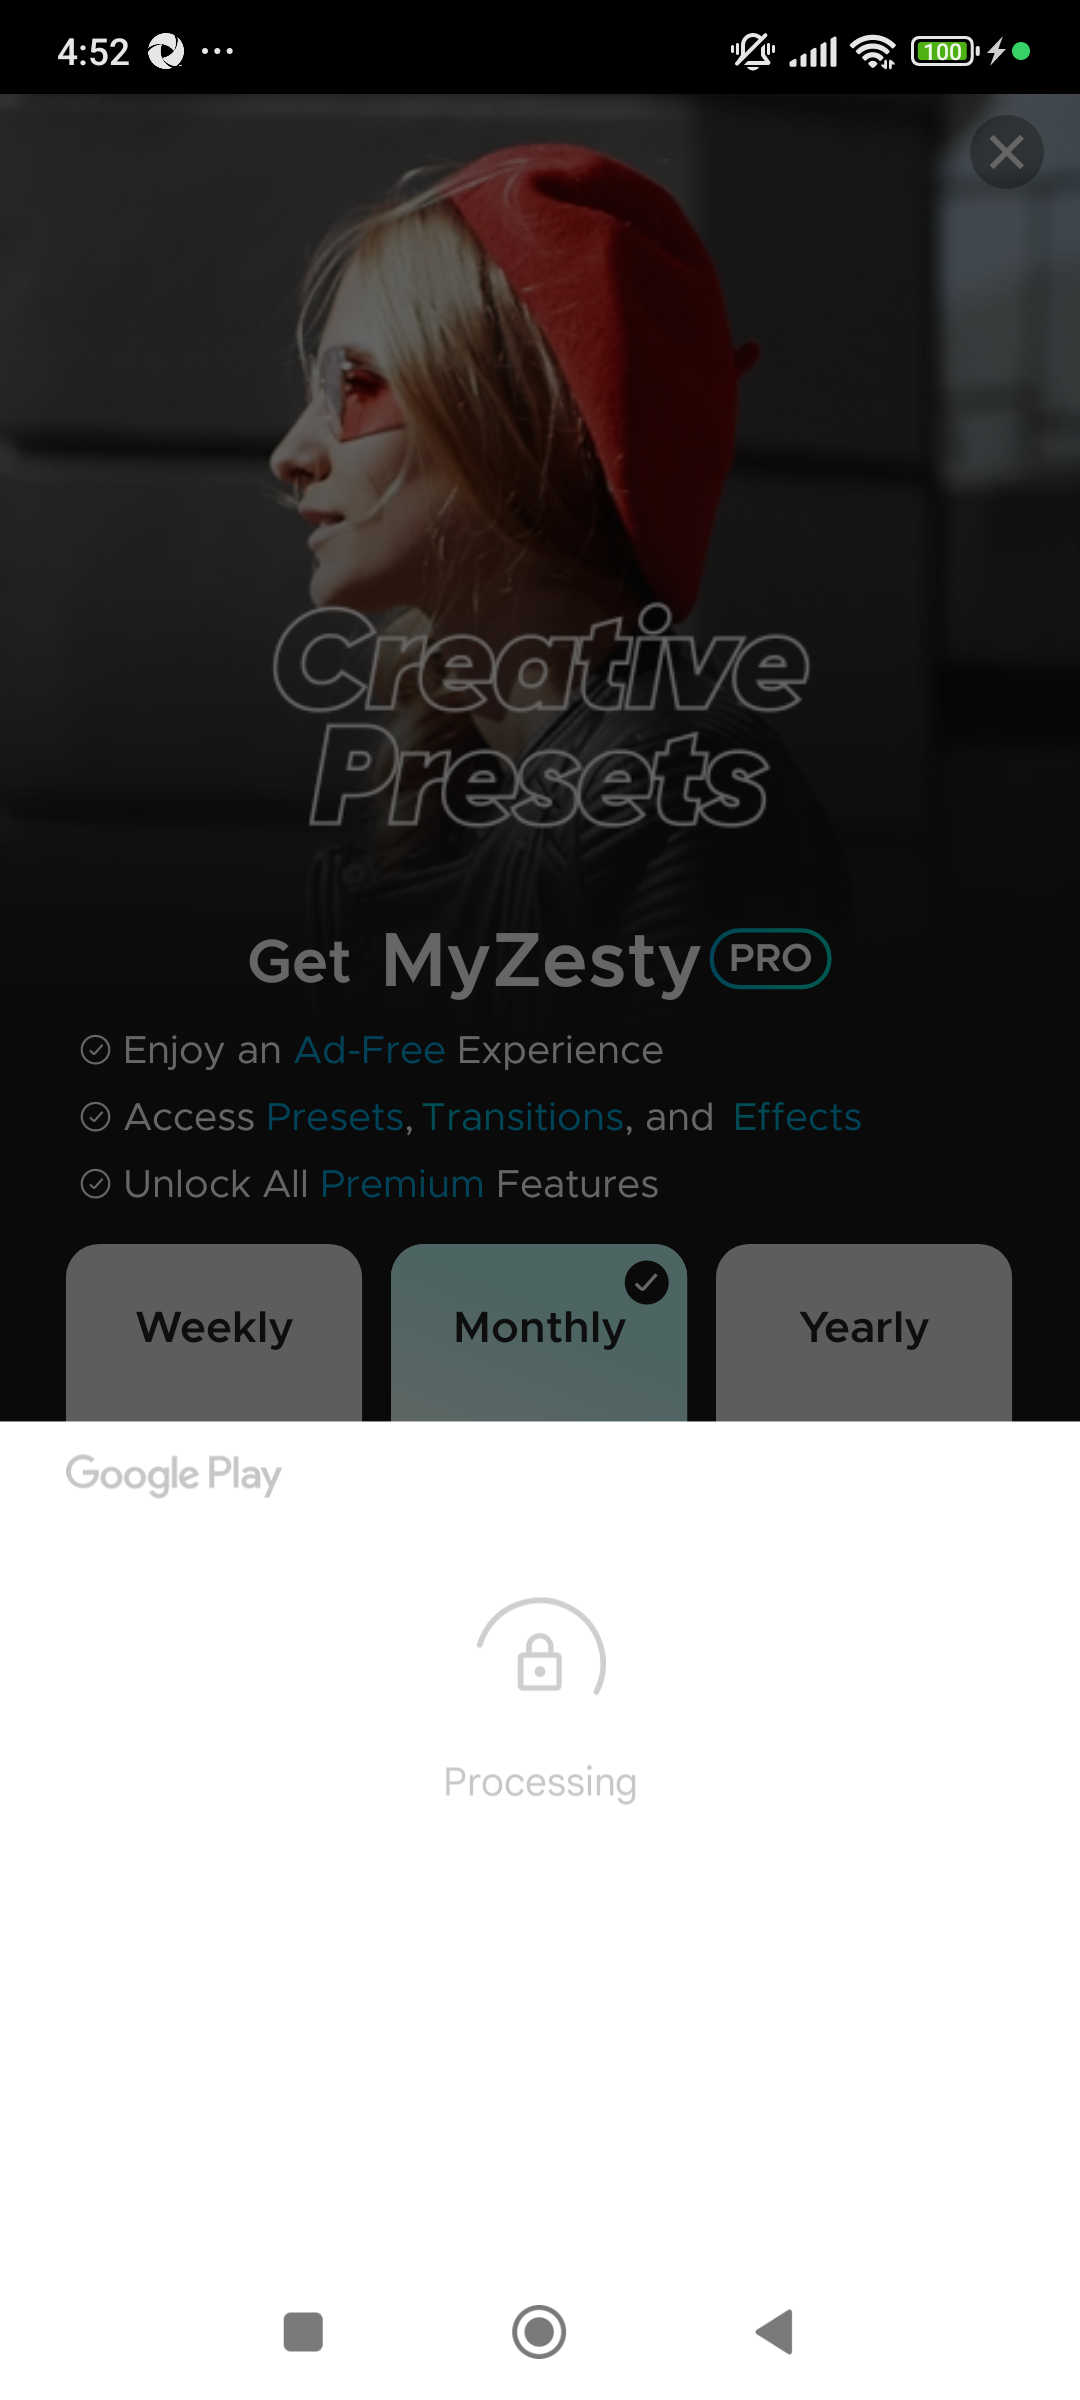 4:52
100
Creative
Presets
Get MyZesty PRO
Enjoy an Ad-Free Experience
Access Presets, Transitions, and Effects
Unlock All Premium Features
Weekly Monthly Yearly
Google Play
Processing